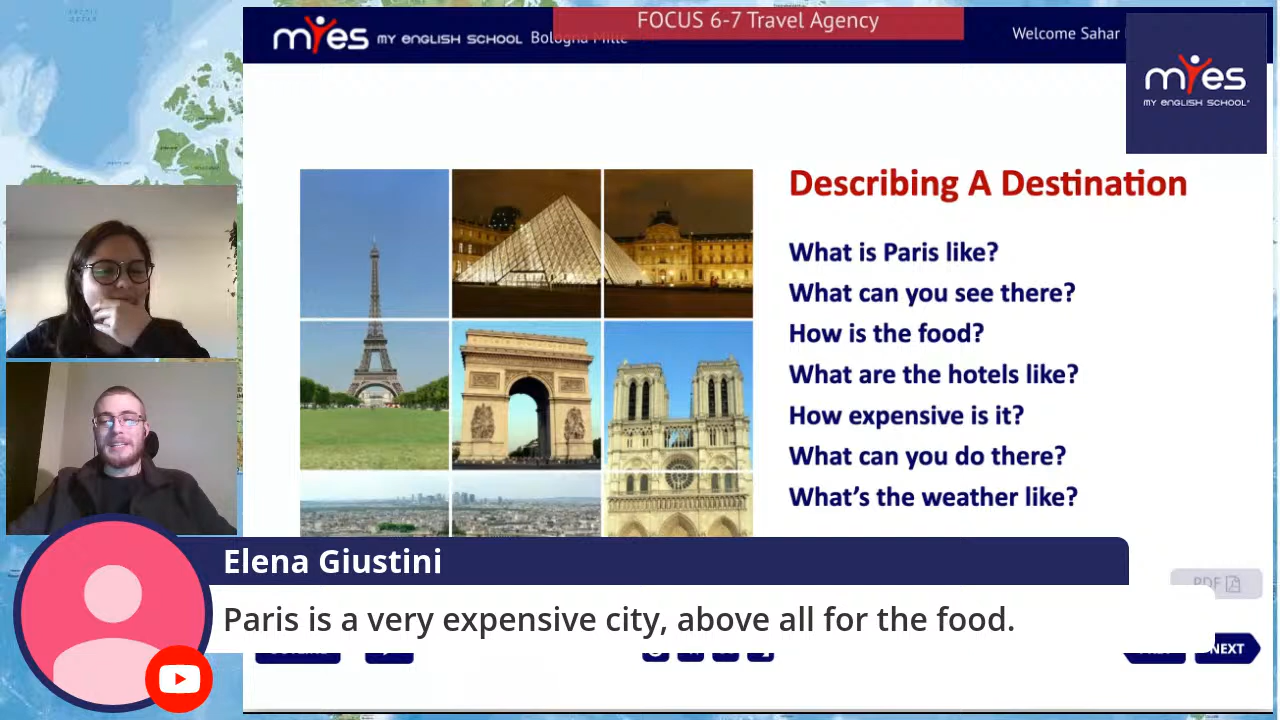 FOCUS 6-7 Travel Agency
myes MY ENGLISH SCHOOL Bologna Mille
Welcome Sahar
myes
MY ENGLISH SCHOOL
Describing A Destination
What is Paris like?
What can you see there?
How is the food?
What are the hotels like?
How expensive is it?
What can you do there?
What's the weather like?
PDF
Elena Giustini
Paris is a very expensive city, above all for the food.
NEXT